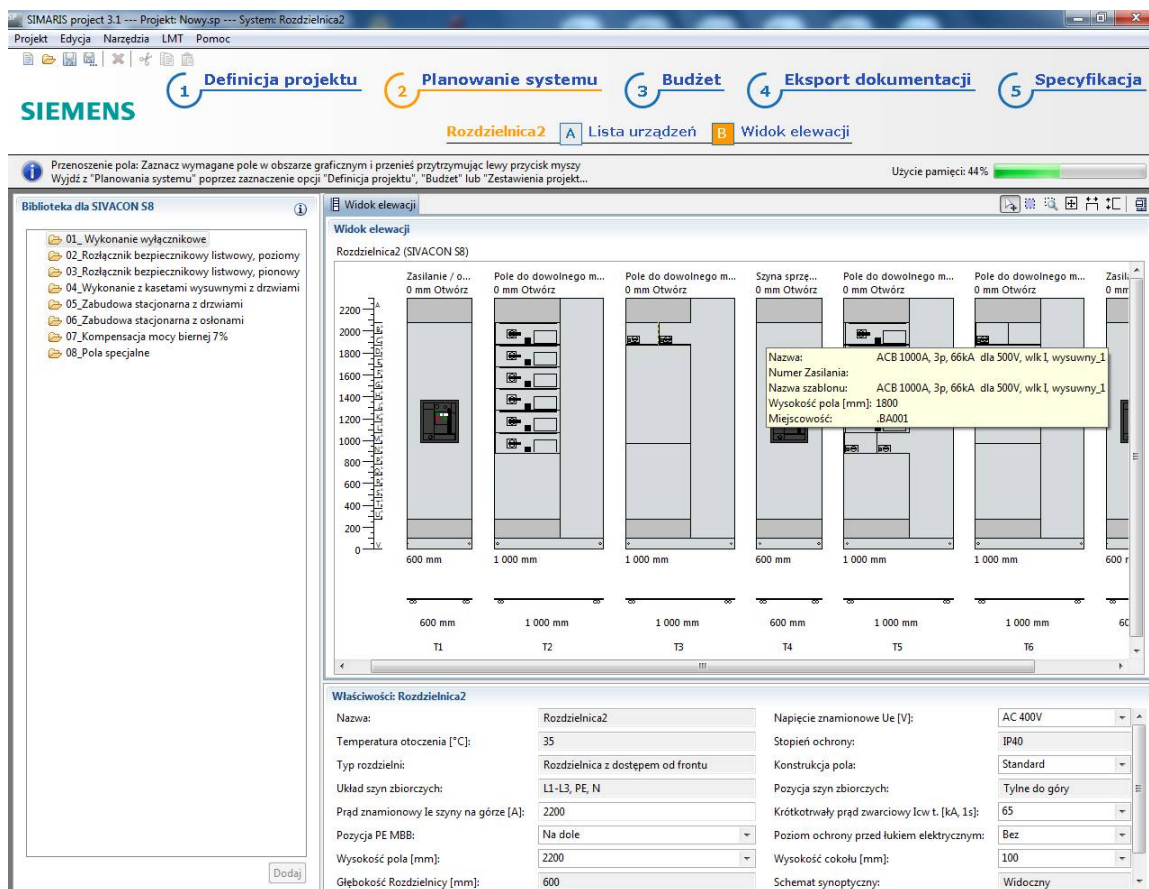 SIMARIS project 3.1 --- Projekt: Nowy.sp --- System: Rozdzielnica2
Projekt Edycja Narzędzia LMT Pomoc
1 Definicja projektu 2 Planowanie systemu 3 Budżet 4 Eksport dokumentacji 5 Specyfikacja
SIEMENS
Rozdzielnica2 A Lista urządzeń B Widok elewacji
Przenoszenie pola: Zaznacz wymagane pole w obszarze graficznym i przenieś przytrzymując lewy przycisk myszy
Wyjdź z "Planowania systemu" poprzez zaznaczenie opcji "Definicja projektu", "Budżet" lub "Zestawienia projekt...
Użycie pamięci: 44%
Biblioteka dla SIVACON S8
01_ Wykonanie wyłącznikowe
02_Rozłącznik bezpiecznikowy listwowy, poziomy
03_Rozłącznik bezpiecznikowy listwowy, pionowy
04_Wykonanie z kasetami wysuwnymi z drzwiami
05_Zabudowa stacjonarna z drzwiami
06_Zabudowa stacjonarna z osłonami
07_Kompensacja mocy biernej 7%
08_Pola specjalne
Dodaj
Widok elewacji
Widok elewacji
Rozdzielnica2 (SIVACON S8)
Zasilanie / o... Pole do dowolnego m... Pole do dowolnego m... Szyna sprzę... Pole do dowolnego m... Pole do dowolnego m... Zasil
0 mm Otwórz 0 mm Otwórz 0 mm Otwórz 0 mm Otwórz 0 mm Otwórz 0 mm Otwórz 0 mm
2200
2000
1800
1600
1400
1200
1000
800
600
400
200
0
Nazwa: ACB 1000A, 3p, 66kA dla 500V, wlk I, wysuwny_1
Numer Zasilania:
Nazwa szablonu: ACB 1000A, 3p, 66kA dla 500V, wlk I, wysuwny_1
Wysokość pola [mm]: 1800
Miejscowość: .BA001
600 mm 1 000 mm 1 000 mm 600 mm 1 000 mm 1 000 mm 600
600 mm 1 000 mm 1 000 mm 600 mm 1 000 mm 1 000 mm 60
T1 T2 T3 T4 T5 T6
Właściwości: Rozdzielnica2
Nazwa: Rozdzielnica2 Napięcie znamionowe Ue [V]: AC 400V
Temperatura otoczenia [°C]: 35 Stopień ochrony: IP40
Typ rozdzielni: Rozdzielnica z dostępem od frontu Konstrukcja pola: Standard
Układ szyn zbiorczych: L1-L3, PE, N Pozycja szyn zbiorczych: Tylne do góry
Prąd znamionowy Ie szyny na górze [A]: 2200 Krótkotrwały prąd zwarciowy Icw t. [kA, 1s]: 65
Pozycja PE MBB: Na dole Poziom ochrony przed łukiem elektrycznym: Bez
Wysokość pola [mm]: 2200 Wysokość cokołu [mm]: 100
Głębokość Rozdzielnicy [mm]: 600 Schemat synoptyczny: Widoczny